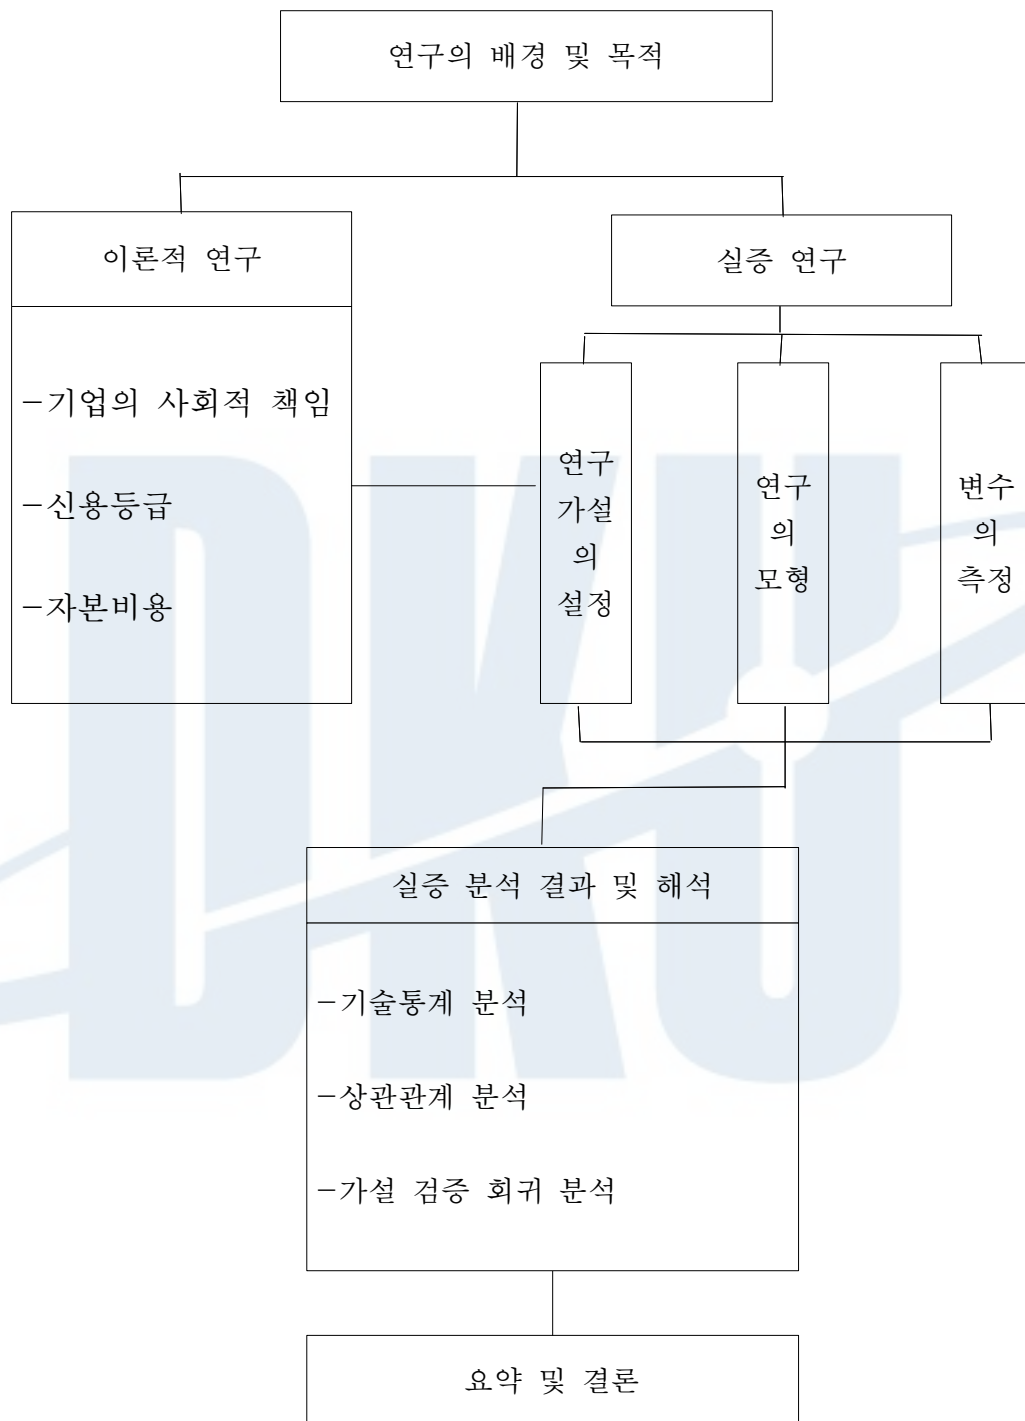 연구의 배경 및 목적
이론적 연구
-기업의 사회적 책임
-신용등급
-자본비용
실증 연구
연구
가설
의
설정
연구
의
모형
변수
의
측정
실증 분석 결과 및 해석
-기술통계 분석
-상관관계 분석
-가설 검증 회귀 분석
요약 및 결론
DKU